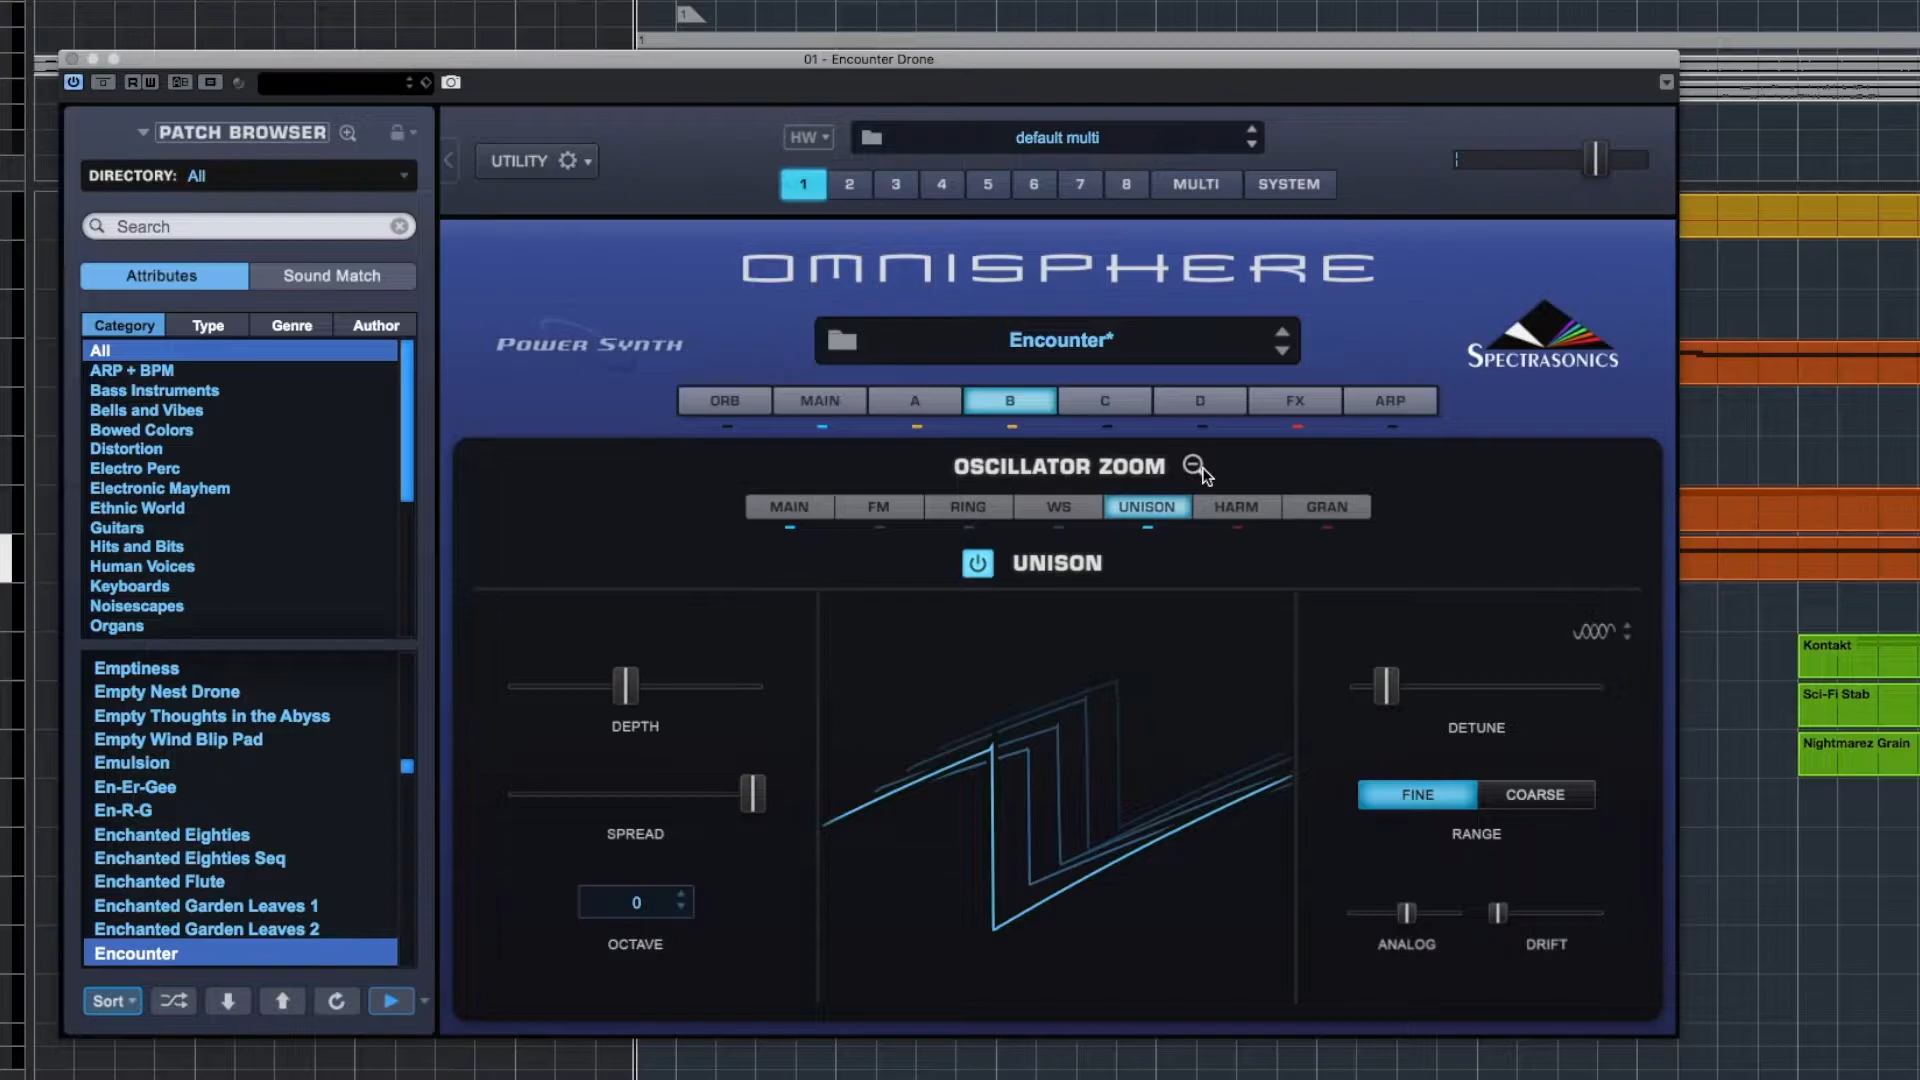 1
1
01 - Encounter Drone
R W AB
PATCH BROWSER
DIRECTORY: All
Search
Attributes Sound Match
Category Type Genre Author
All
ARP + BPM
Bass Instruments
Bells and Vibes
Bowed Colors
Distortion
Electro Perc
Electronic Mayhem
Ethnic World
Guitars
Hits and Bits
Human Voices
Keyboards
Noisescapes
Organs
Emptiness
Empty Nest Drone
Empty Thoughts in the Abyss
Empty Wind Blip Pad
Emulsion
En-Er-Gee
En-R-G
Enchanted Eighties
Enchanted Eighties Seq
Enchanted Flute
Enchanted Garden Leaves 1
Enchanted Garden Leaves 2
Encounter
Sort
UTILITY
HW
default multi
1 2 3 4 5 6 7 8 MULTI SYSTEM
OMNISPHERE
POWER SYNTH
Encounter*
SPECTRASONICS
ORB MAIN A B C D FX ARP
OSCILLATOR ZOOM
MAIN FM RING WS UNISON HARM GRAN
UNISON
DEPTH
SPREAD
0
OCTAVE
DETUNE
FINE COARSE
RANGE
ANALOG DRIFT
Kontakt
Sci-Fi Stab
Nightmarez Grain